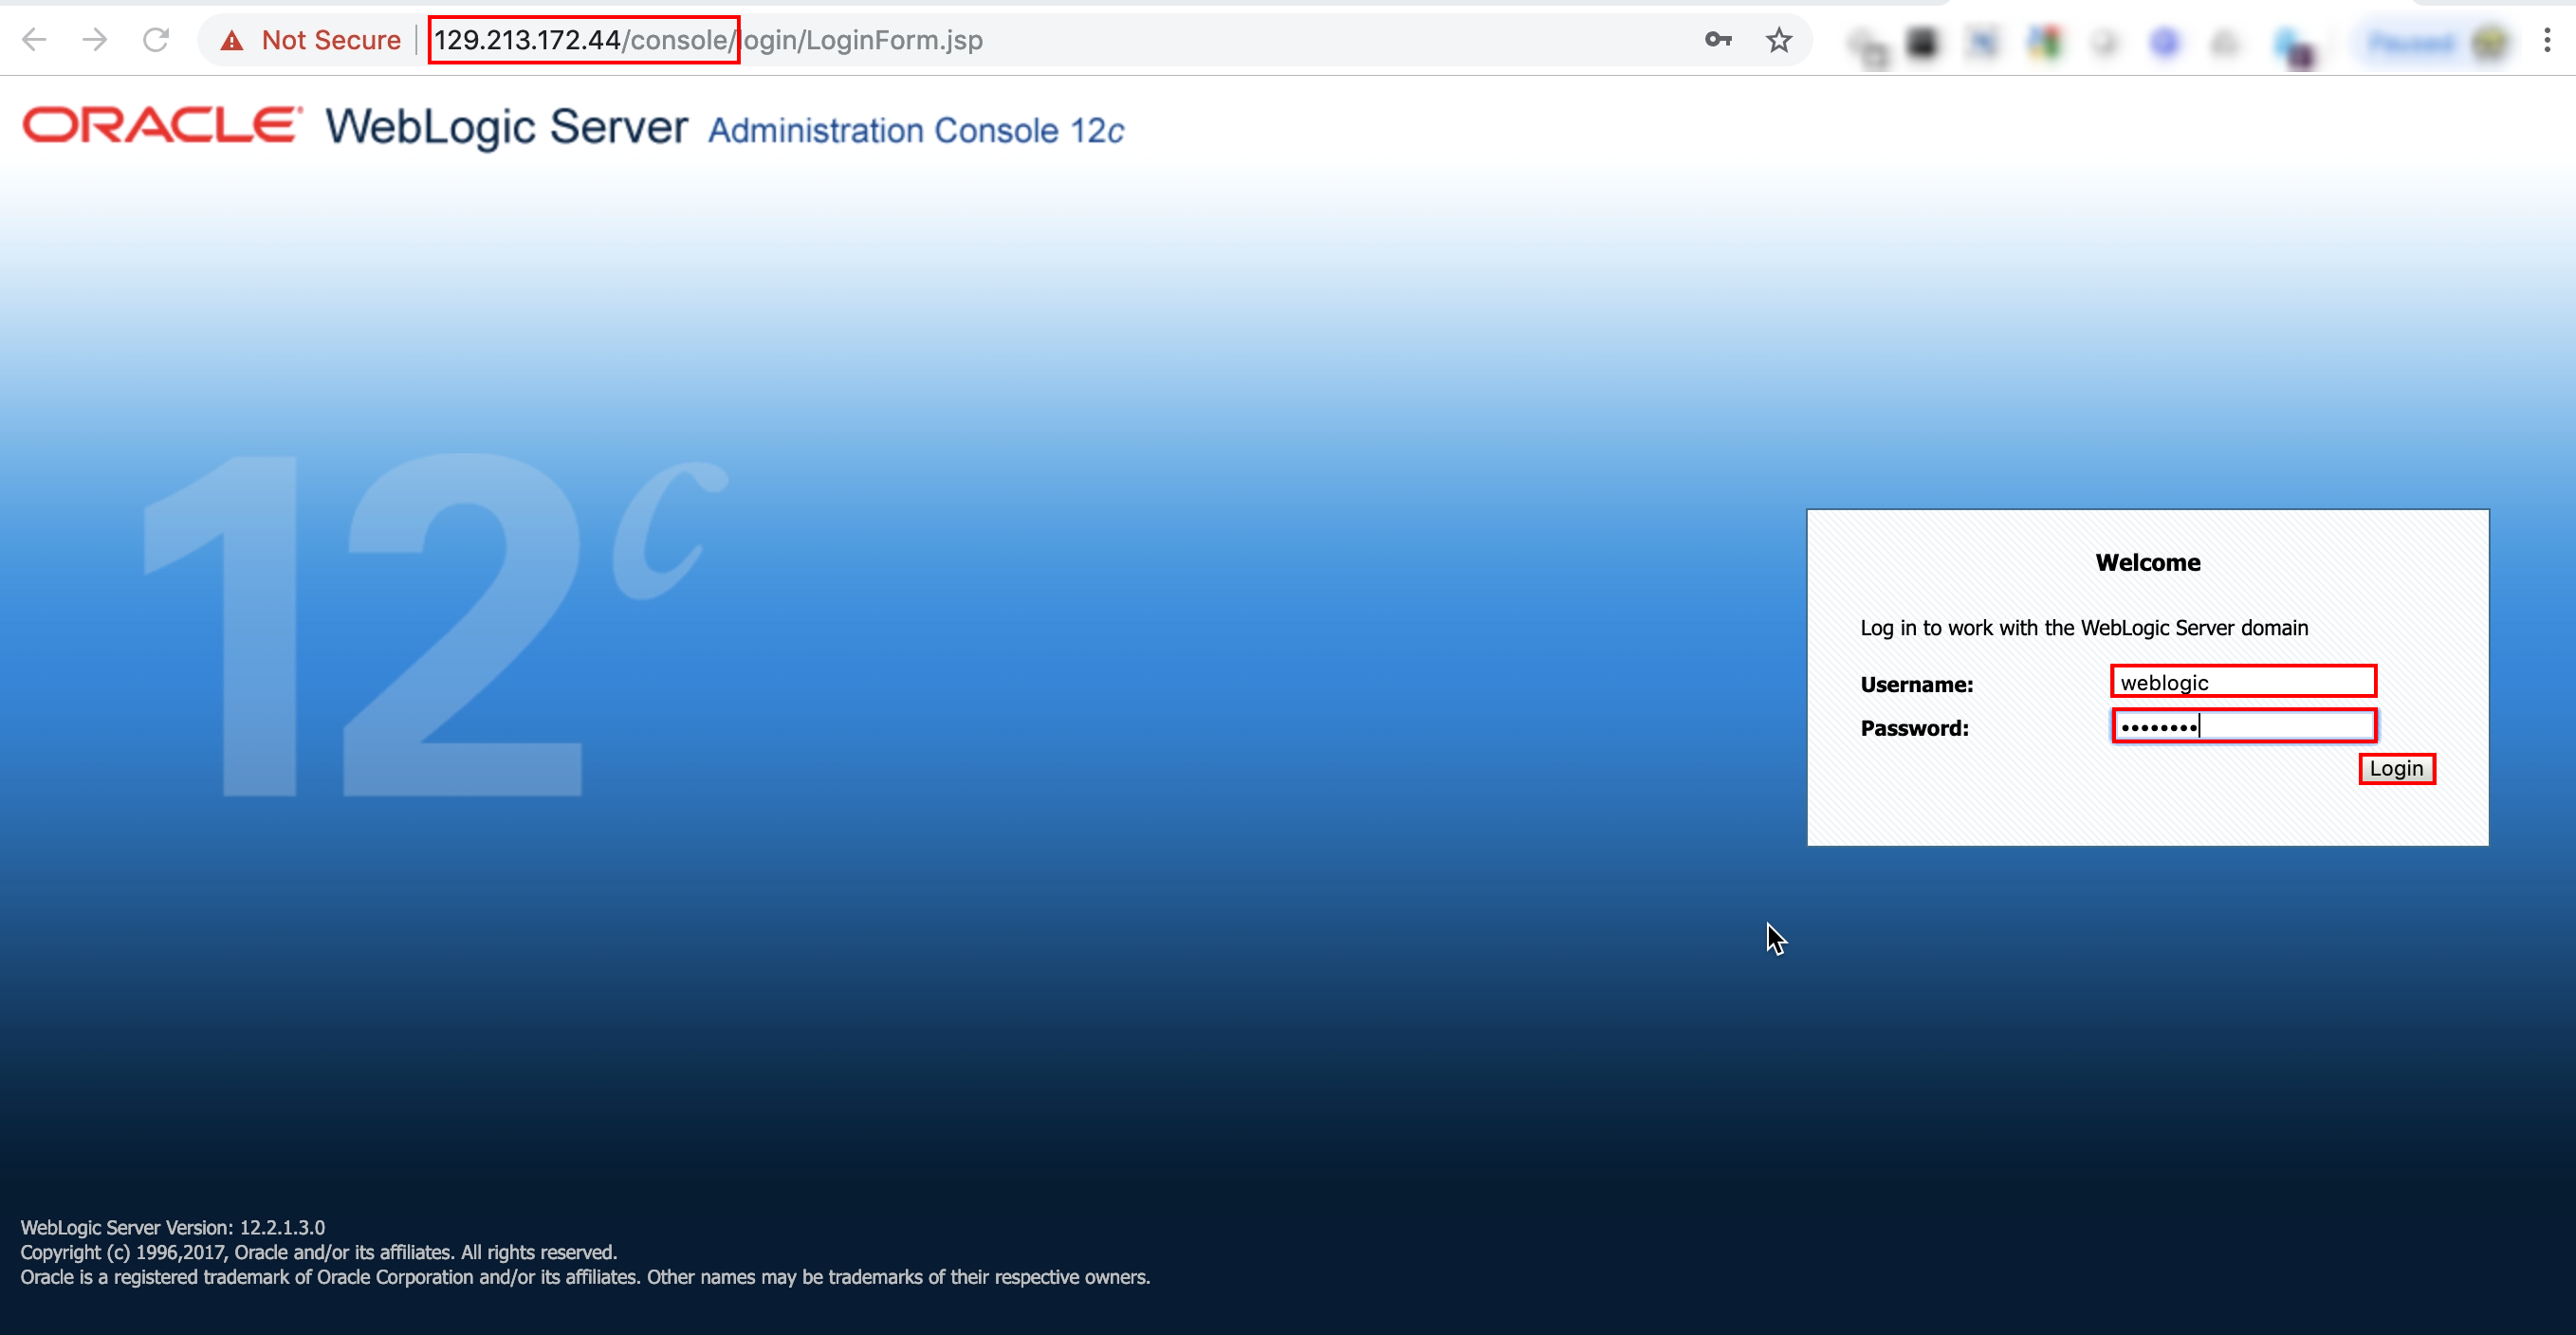 Not Secure 129.213.172.44/console/login/LoginForm.jsp
ORACLE WebLogic Server Administration Console 12c
12c
Welcome
Log in to work with the WebLogic Server domain
Username: weblogic
Password: ••••••••
Login
WebLogic Server Version: 12.2.1.3.0
Copyright (c) 1996,2017, Oracle and/or its affiliates. All rights reserved.
Oracle is a registered trademark of Oracle Corporation and/or its affiliates. Other names may be trademarks of their respective owners.